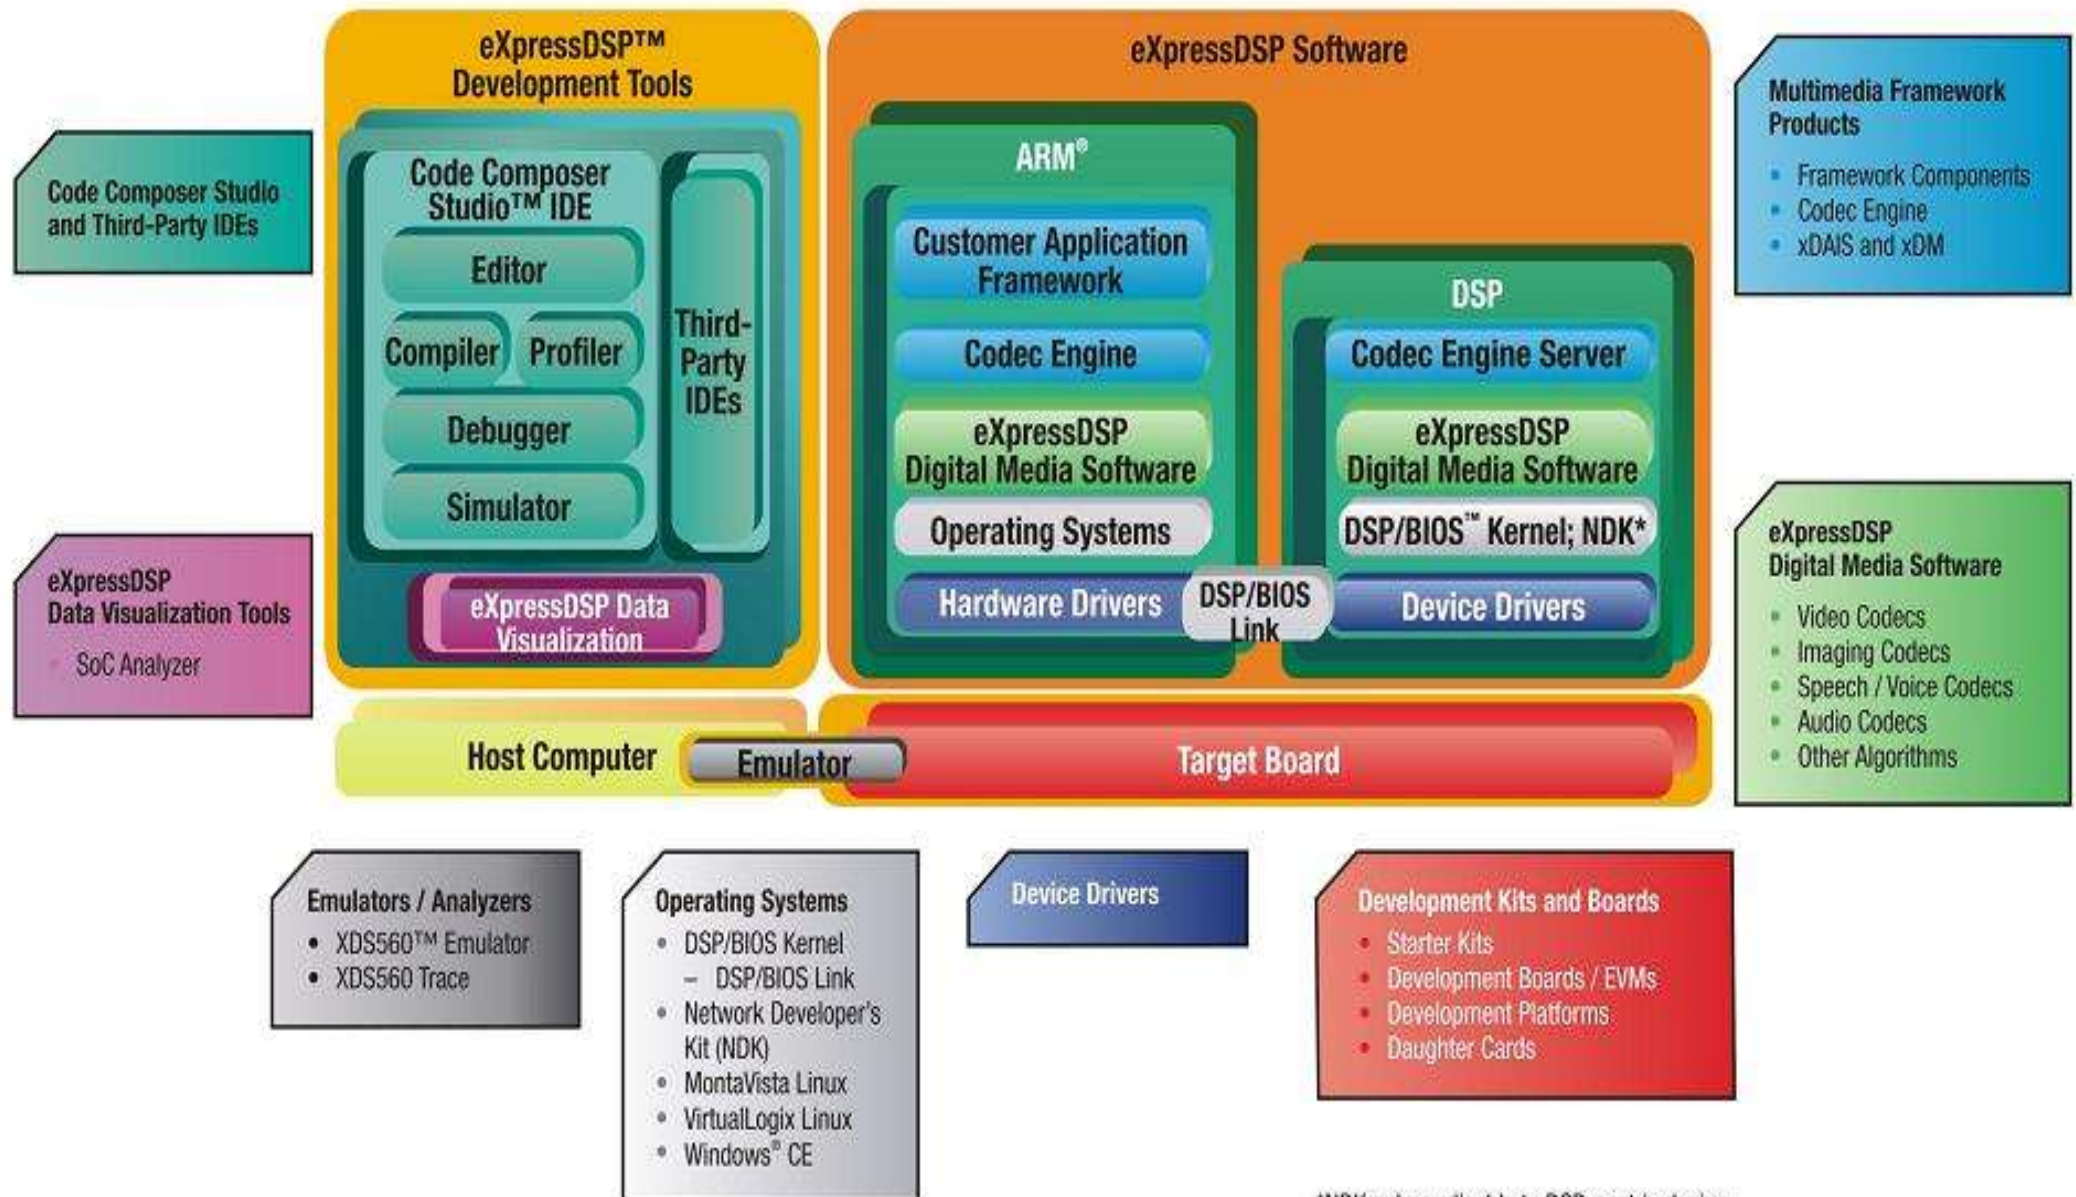 eXpressDSP™
Development Tools
eXpressDSP Software
Code Composer Studio
and Third-Party IDEs
Code Composer
Studio™ IDE
Editor
Compiler
Profiler
Debugger
Simulator
Third-
Party
IDEs
eXpressDSP Data
Visualization
ARM®
Customer Application
Framework
Codec Engine
eXpressDSP
Digital Media Software
Operating Systems
Hardware Drivers
DSP/BIOS
Link
DSP
Codec Engine Server
eXpressDSP
Digital Media Software
DSP/BIOS™ Kernel; NDK*
Device Drivers
Multimedia Framework
Products
• Framework Components
• Codec Engine
• xDAIS and xDM
eXpressDSP
Data Visualization Tools
SoC Analyzer
eXpressDSP
Digital Media Software
• Video Codecs
• Imaging Codecs
• Speech / Voice Codecs
• Audio Codecs
• Other Algorithms
Host Computer
Emulator
Target Board
Emulators / Analyzers
• XDS560™ Emulator
• XDS560 Trace
Operating Systems
• DSP/BIOS Kernel
– DSP/BIOS Link
• Network Developer's
Kit (NDK)
• MontaVista Linux
• VirtualLogix Linux
• Windows® CE
Device Drivers
Development Kits and Boards
• Starter Kits
• Development Boards / EVMs
• Development Platforms
• Daughter Cards